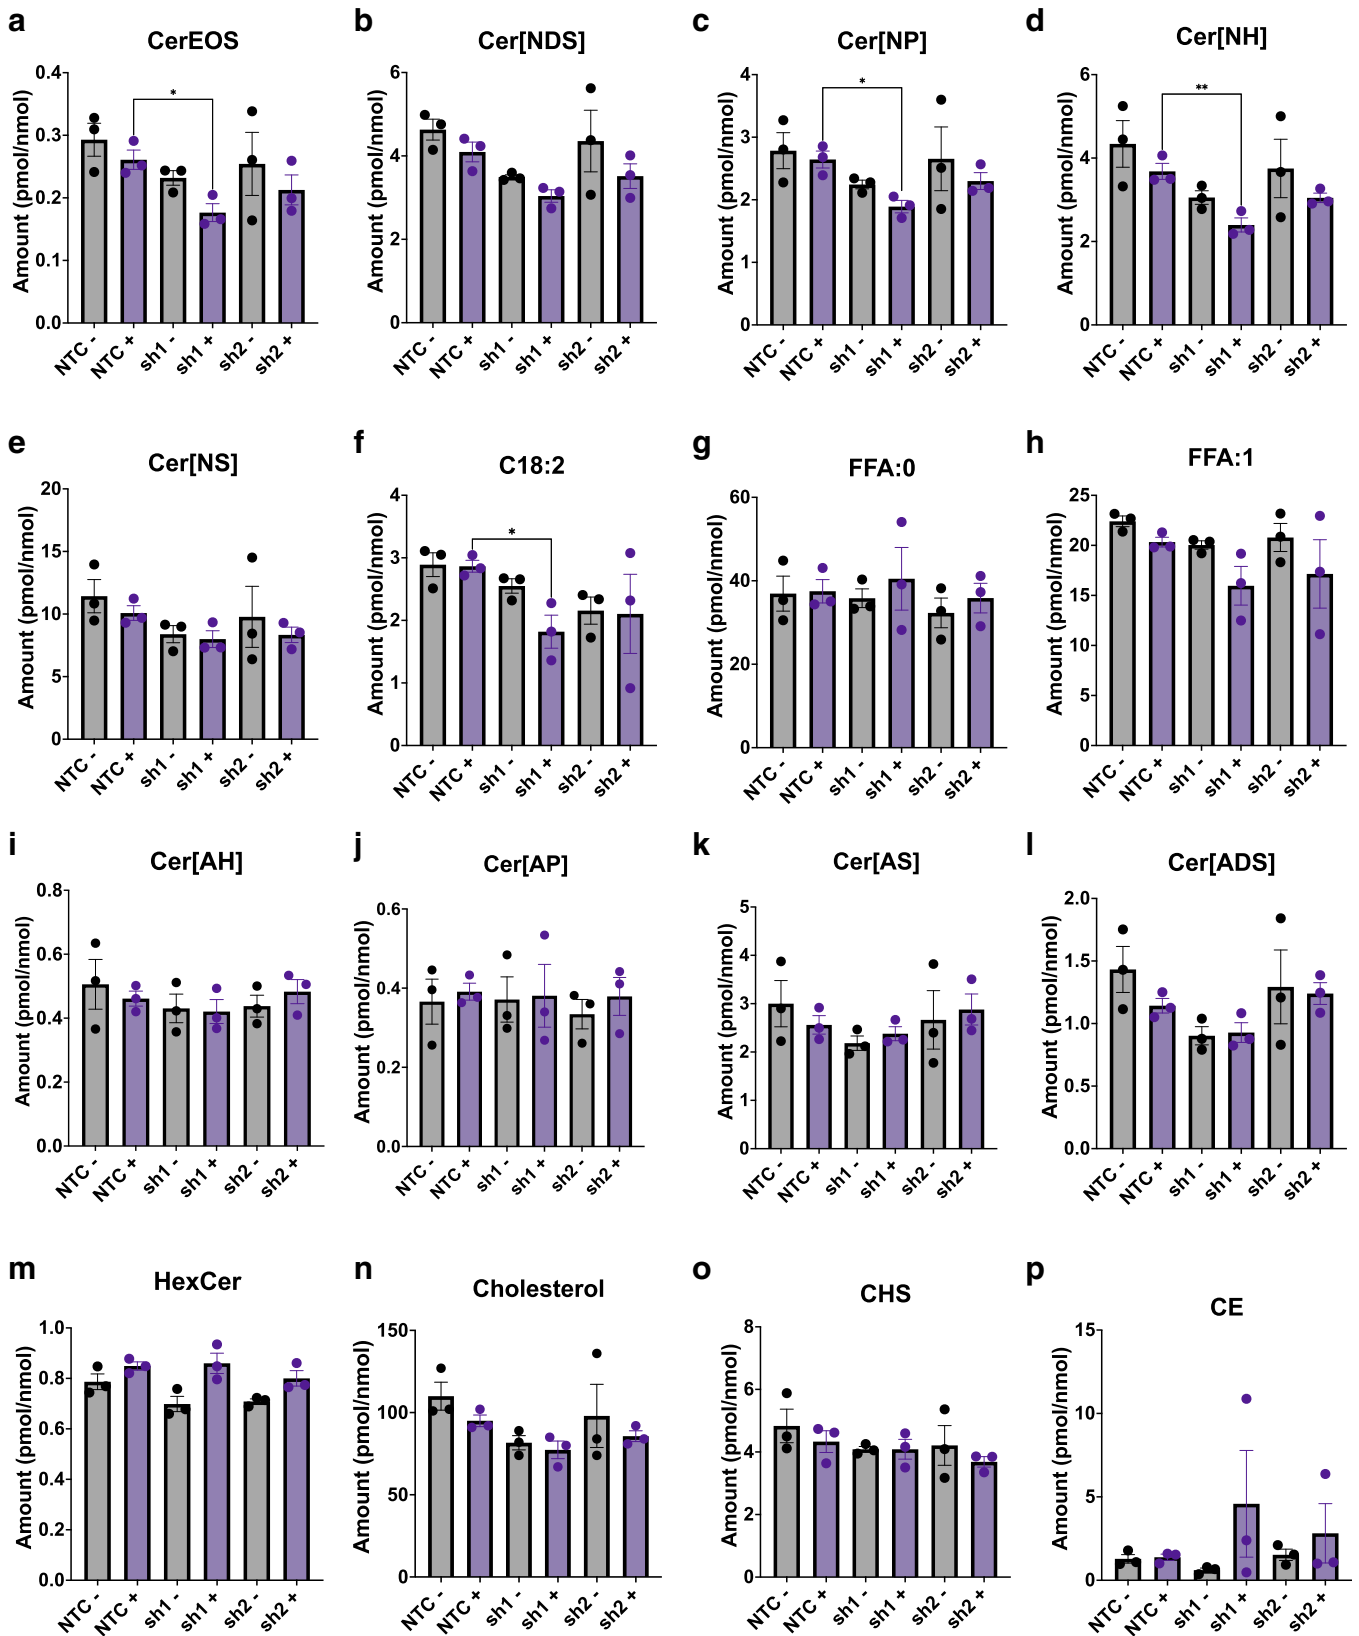 a
CerEOS
Amount (pmol/nmol)
0.4
0.3
0.2
0.1
0.0
*
NTC - NTC + sh1 - sh1 + sh2 - sh2 +
b
Cer[NDS]
Amount (pmol/nmol)
6
4
2
0
NTC - NTC + sh1 - sh1 + sh2 - sh2 +
c
Cer[NP]
Amount (pmol/nmol)
4
3
2
1
0
*
NTC - NTC + sh1 - sh1 + sh2 - sh2 +
d
Cer[NH]
Amount (pmol/nmol)
6
4
2
0
**
NTC - NTC + sh1 - sh1 + sh2 - sh2 +
e
Cer[NS]
Amount (pmol/nmol)
20
15
10
5
0
NTC - NTC + sh1 - sh1 + sh2 - sh2 +
f
C18:2
Amount (pmol/nmol)
4
3
2
1
0
*
NTC - NTC + sh1 - sh1 + sh2 - sh2 +
g
FFA:0
Amount (pmol/nmol)
60
40
20
0
NTC - NTC + sh1 - sh1 + sh2 - sh2 +
h
FFA:1
Amount (pmol/nmol)
25
20
15
10
5
0
NTC - NTC + sh1 - sh1 + sh2 - sh2 +
i
Cer[AH]
Amount (pmol/nmol)
0.8
0.6
0.4
0.2
0.0
NTC - NTC + sh1 - sh1 + sh2 - sh2 +
j
Cer[AP]
Amount (pmol/nmol)
0.6
0.4
0.2
0.0
NTC - NTC + sh1 - sh1 + sh2 - sh2 +
k
Cer[AS]
Amount (pmol/nmol)
5
4
3
2
1
0
NTC - NTC + sh1 - sh1 + sh2 - sh2 +
l
Cer[ADS]
Amount (pmol/nmol)
2.0
1.5
1.0
0.5
0.0
NTC - NTC + sh1 - sh1 + sh2 - sh2 +
m
HexCer
Amount (pmol/nmol)
1.0
0.8
0.6
0.4
0.2
0.0
NTC - NTC + sh1 - sh1 + sh2 - sh2 +
n
Cholesterol
Amount (pmol/nmol)
150
100
50
0
NTC - NTC + sh1 - sh1 + sh2 - sh2 +
o
CHS
Amount (pmol/nmol)
8
6
4
2
0
NTC - NTC + sh1 - sh1 + sh2 - sh2 +
p
CE
Amount (pmol/nmol)
15
10
5
0
NTC - NTC + sh1 - sh1 + sh2 - sh2 +